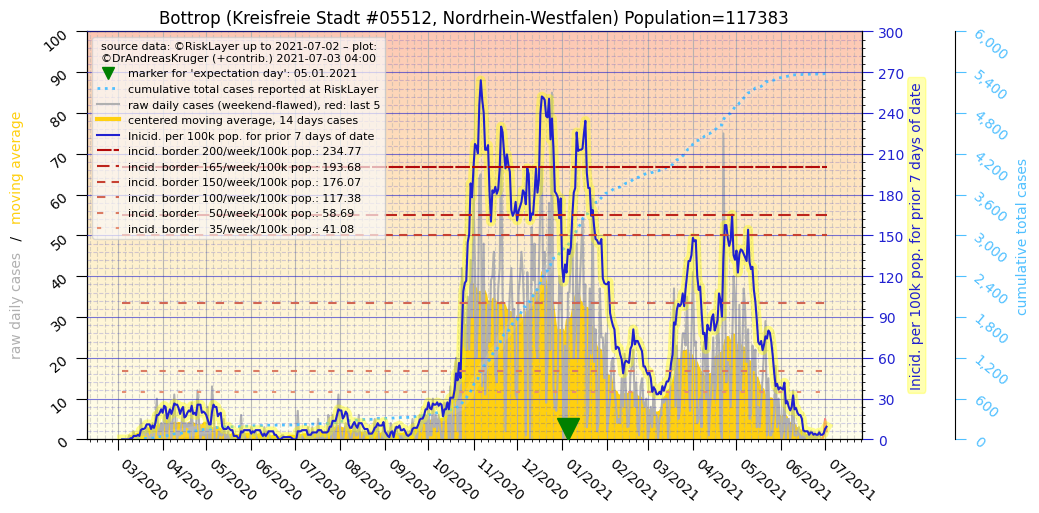 Bottrop (Kreisfreie Stadt #05512, Nordrhein-Westfalen) Population=117383
source data: ©RiskLayer up to 2021-07-02 – plot:
©DrAndreasKruger (+contrib.) 2021-07-03 04:00
marker for 'expectation day': 05.01.2021
cumulative total cases reported at RiskLayer
raw daily cases (weekend-flawed), red: last 5
centered moving average, 14 days cases
Inicid. per 100k pop. for prior 7 days of date
incid. border 200/week/100k pop.: 234.77
incid. border 165/week/100k pop.: 193.68
incid. border 150/week/100k pop.: 176.07
incid. border 100/week/100k pop.: 117.38
incid. border   50/week/100k pop.: 58.69
incid. border   35/week/100k pop.: 41.08
raw daily cases / moving average
100
90
80
70
60
50
40
30
20
10
0
03/2020
04/2020
05/2020
06/2020
07/2020
08/2020
09/2020
10/2020
11/2020
12/2020
01/2021
02/2021
03/2021
04/2021
05/2021
06/2021
07/2021
300
270
240
210
180
150
120
90
60
30
0
Inicid. per 100k pop. for prior 7 days of date
6,000
5,400
4,800
4,200
3,600
3,000
2,400
1,800
1,200
600
0
cumulative total cases